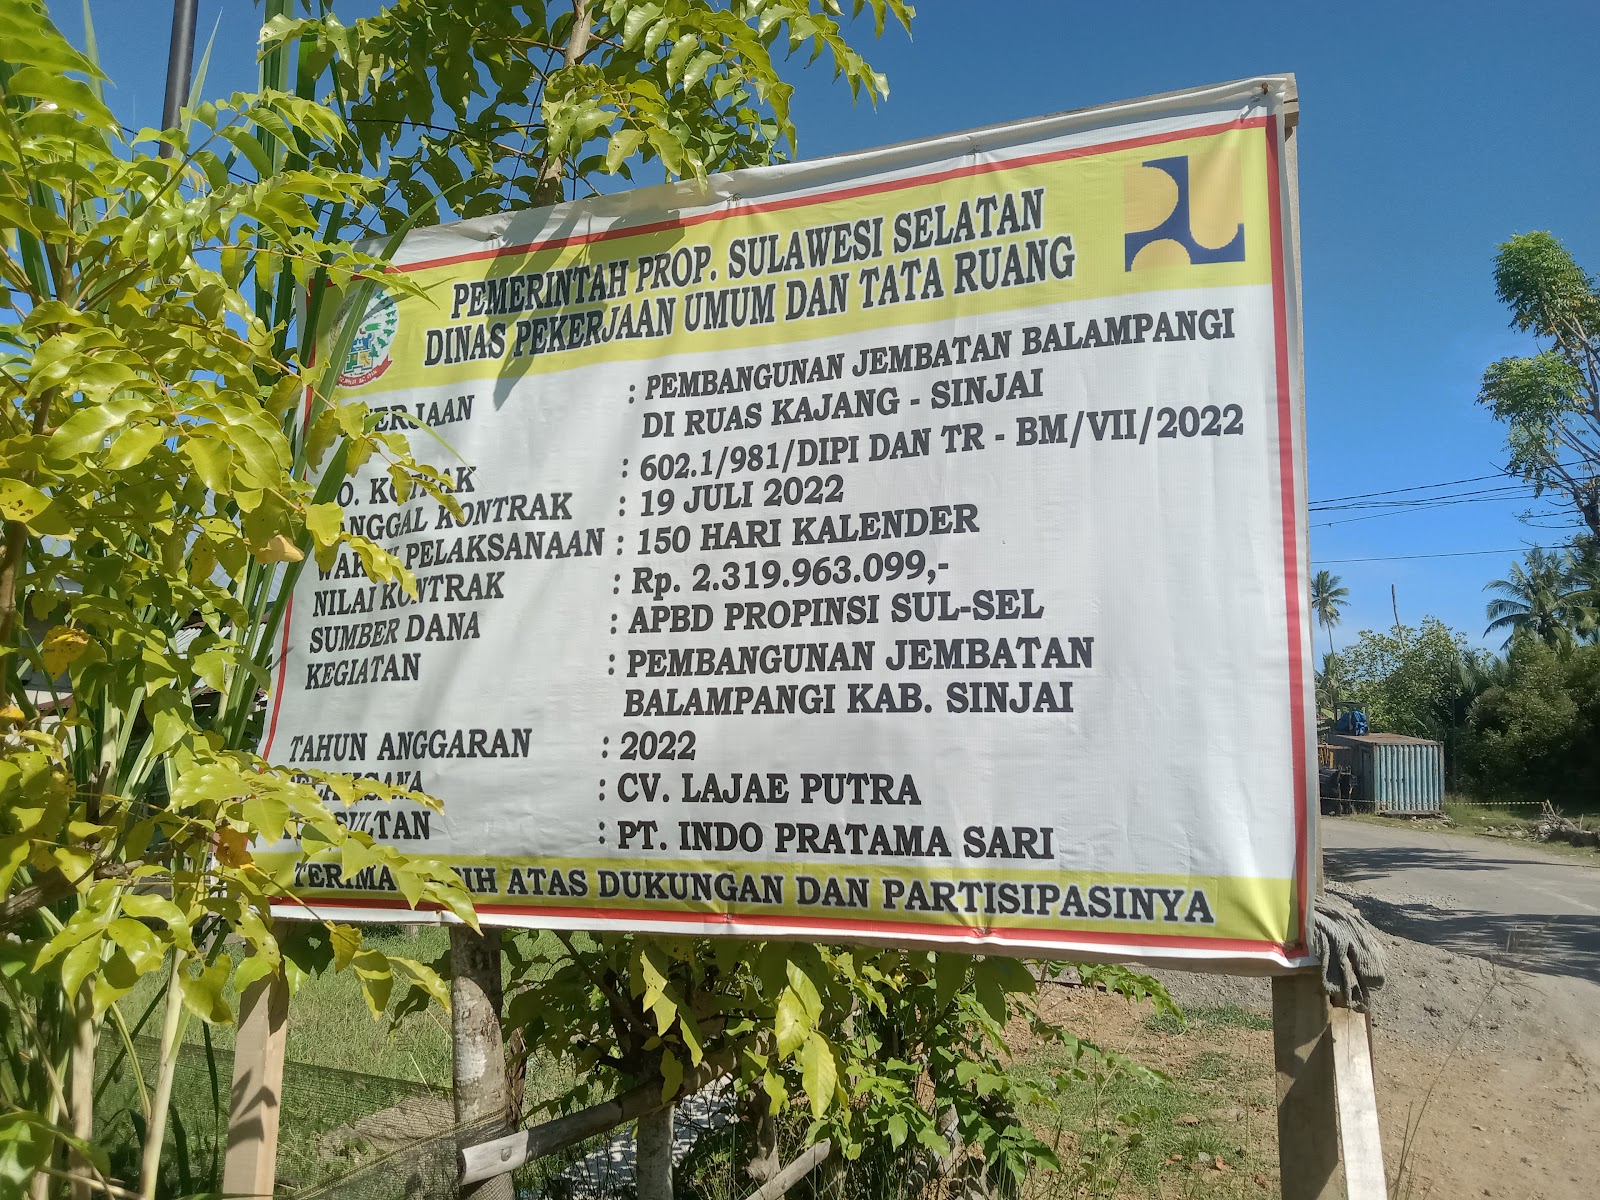 PEMERINTAH PROP. SULAWESI SELATAN
DINAS PEKERJAAN UMUM DAN TATA RUANG
: PEMBANGUNAN JEMBATAN BALAMPANGI
DI RUAS KAJANG - SINJAI
: 602.1/981/DIPI DAN TR - BM/VII/2022
KONTRAK : 19 JULI 2022
PELAKSANAAN : 150 HARI KALENDER
NILAI KONTRAK : Rp. 2.319.963.099,-
SUMBER DANA : APBD PROPINSI SUL-SEL
KEGIATAN : PEMBANGUNAN JEMBATAN
BALAMPANGI KAB. SINJAI
TAHUN ANGGARAN : 2022
: CV. LAJAE PUTRA
: PT. INDO PRATAMA SARI
TERIMA ATAS DUKUNGAN DAN PARTISIPASINYA